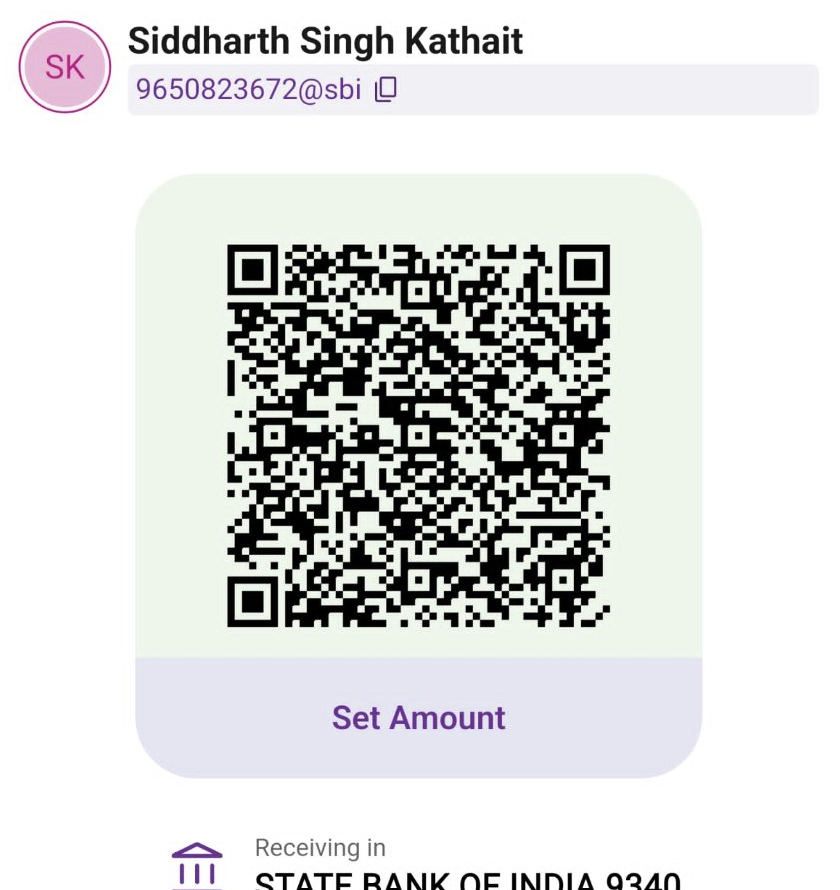 SK
Siddharth Singh Kathait
9650823672@sbi
Set Amount
Receiving in
STATE BANK OF INDIA 9340